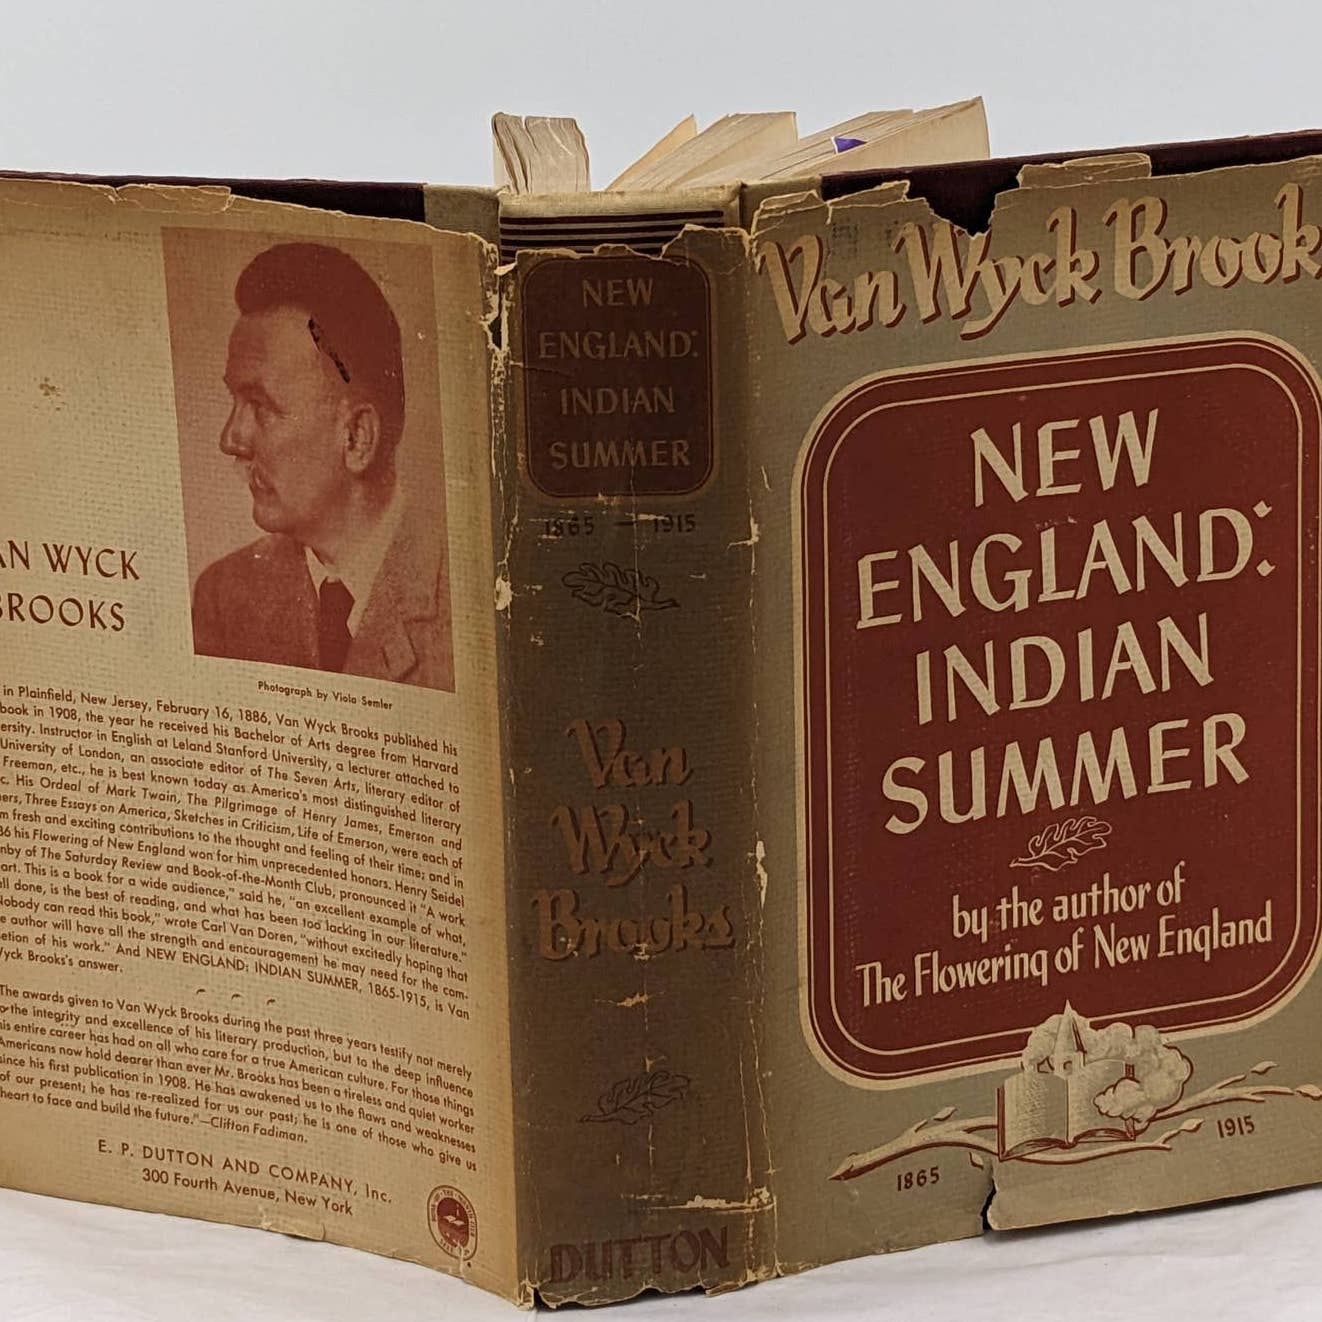 AN WYCK
BROOKS
Photograph by Viola Semler
in Plainfield, New Jersey, February 16, 1886, Van Wyck Brooks published his
book in 1908, the year he received his Bachelor of Arts degree from Harvard
ersity. Instructor in English at Leland Stanford University, a lecturer attached to
University of London, an associate editor of The Seven Arts, literary editor of
Freeman, etc., he is best known today as America's most distinguished literary
c. His Ordeal of Mark Twain, The Pilgrimage of Henry James, Emerson and
ers, Three Essays on America, Sketches in Criticism, Life of Emerson, were each of
m fresh and exciting contributions to the thought and feeling of their time; and in
36 his Flowering of New England won for him unprecedented honors. Henry Seidel
nby of The Saturday Review and Book-of-the-Month Club, pronounced it "A work
art. This is a book for a wide audience," said he, "an excellent example of what,
ll done, is the best of reading, and what has been too lacking in our literature."
Nobody can read this book," wrote Carl Van Doren, "without excitedly hoping that
e author will have all the strength and encouragement he may need for the com-
etion of his work." And NEW ENGLAND: INDIAN SUMMER, 1865-1915, is Van
Wyck Brooks's answer.
The awards given to Van Wyck Brooks during the past three years testify not merely
to the integrity and excellence of his literary production, but to the deep influence
his entire career has had on all who care for a true American culture. For those things
Americans now hold dearer than ever Mr. Brooks has been a tireless and quiet worker
since his first publication in 1908. He has awakened us to the flaws and weaknesses
of our present; he has re-realized for us our past; he is one of those who give us
heart to face and build the future."—Clifton Fadiman.
E. P. DUTTON AND COMPANY, Inc.
300 Fourth Avenue, New York
NEW
ENGLAND:
INDIAN
SUMMER
1865 — 1915
Van
Wyck
Brooks
DUTTON
Van Wyck Brook
NEW
ENGLAND:
INDIAN
SUMMER
by the author of
The Flowering of New England
1865
1915